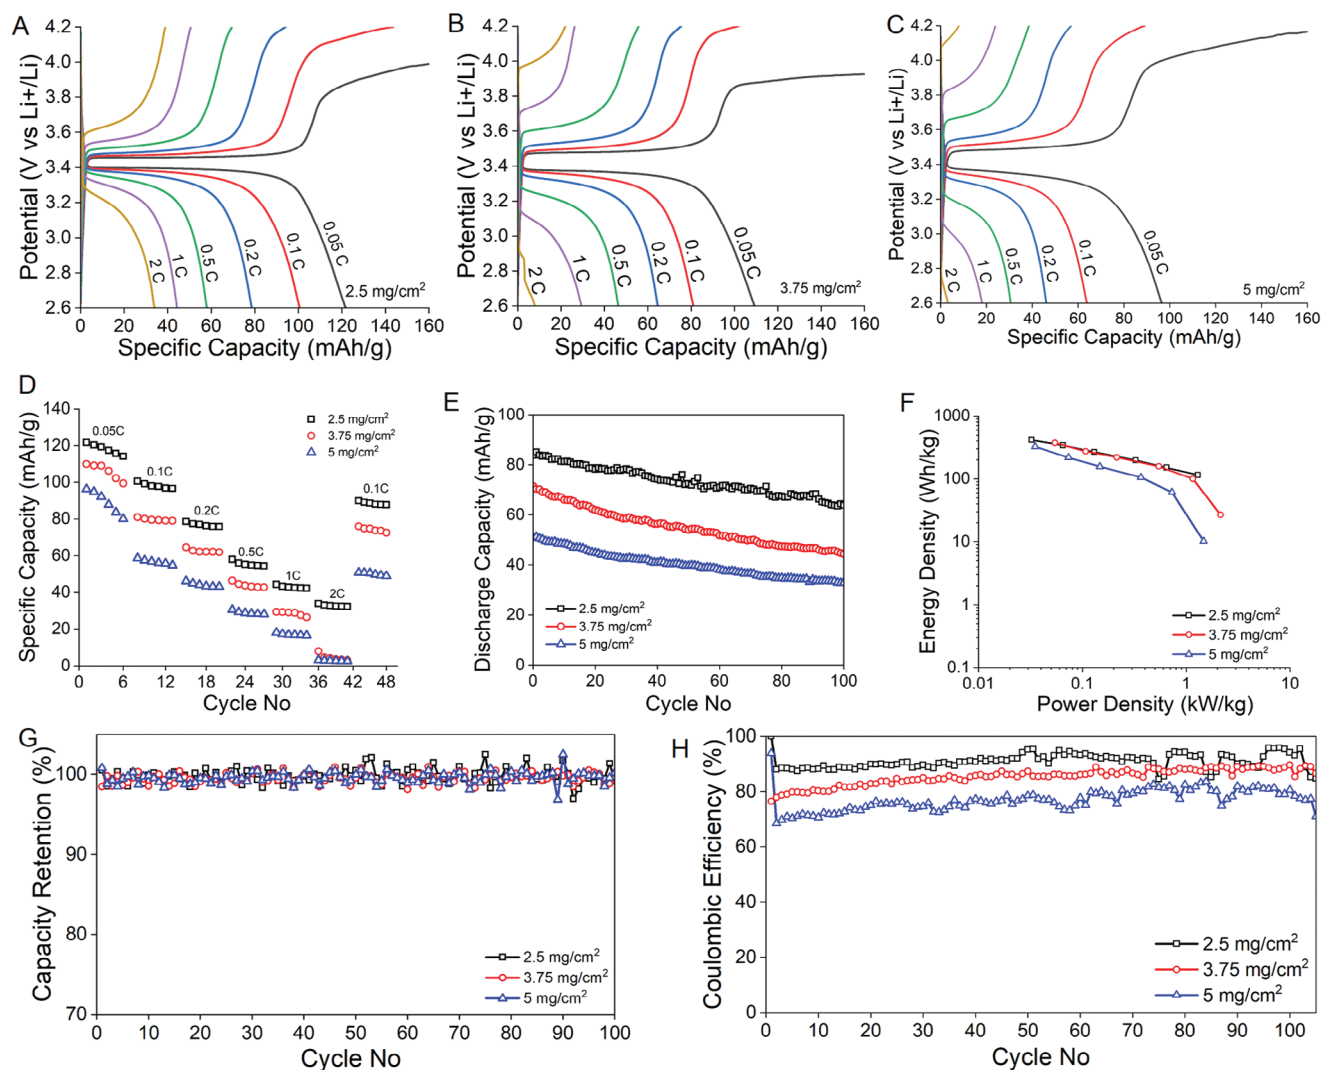 A
4.2
4.0
3.8
3.6
3.4
3.2
3.0
2.8
2.6
Potential (V vs Li+/Li)
2 C
1 C
0.5 C
0.2 C
0.1 C
0.05 C
2.5 mg/cm²
0 20 40 60 80 100 120 140 160
Specific Capacity (mAh/g)
B
4.2
4.0
3.8
3.6
3.4
3.2
3.0
2.8
2.6
Potential (V vs Li+/Li)
2 C
1 C
0.5 C
0.2 C
0.1 C
0.05 C
3.75 mg/cm²
0 20 40 60 80 100 120 140 160
Specific Capacity (mAh/g)
C
4.2
4.0
3.8
3.6
3.4
3.2
3.0
2.8
2.6
Potential (V vs Li+/Li)
2 C
1 C
0.5 C
0.2 C
0.1 C
0.05 C
5 mg/cm²
0 20 40 60 80 100 120 140 160
Specific Capacity (mAh/g)
D
140
120
100
80
60
40
20
0
Specific Capacity (mAh/g)
0.05C
0.1C
0.2C
0.5C
1C
2C
0.1C
2.5 mg/cm²
3.75 mg/cm²
5 mg/cm²
0 6 12 18 24 30 36 42 48
Cycle No
E
100
80
60
40
20
0
Discharge Capacity (mAh/g)
2.5 mg/cm²
3.75 mg/cm²
5 mg/cm²
0 20 40 60 80 100
Cycle No
F
1000
100
10
1
0.1
Energy Density (Wh/kg)
2.5 mg/cm²
3.75 mg/cm²
5 mg/cm²
0.01 0.1 1 10
Power Density (kW/kg)
G
100
90
80
70
Capacity Retention (%)
2.5 mg/cm²
3.75 mg/cm²
5 mg/cm²
0 10 20 30 40 50 60 70 80 90 100
Cycle No
H
100
80
60
40
20
0
Coulombic Efficiency (%)
2.5 mg/cm²
3.75 mg/cm²
5 mg/cm²
0 10 20 30 40 50 60 70 80 90 100
Cycle No